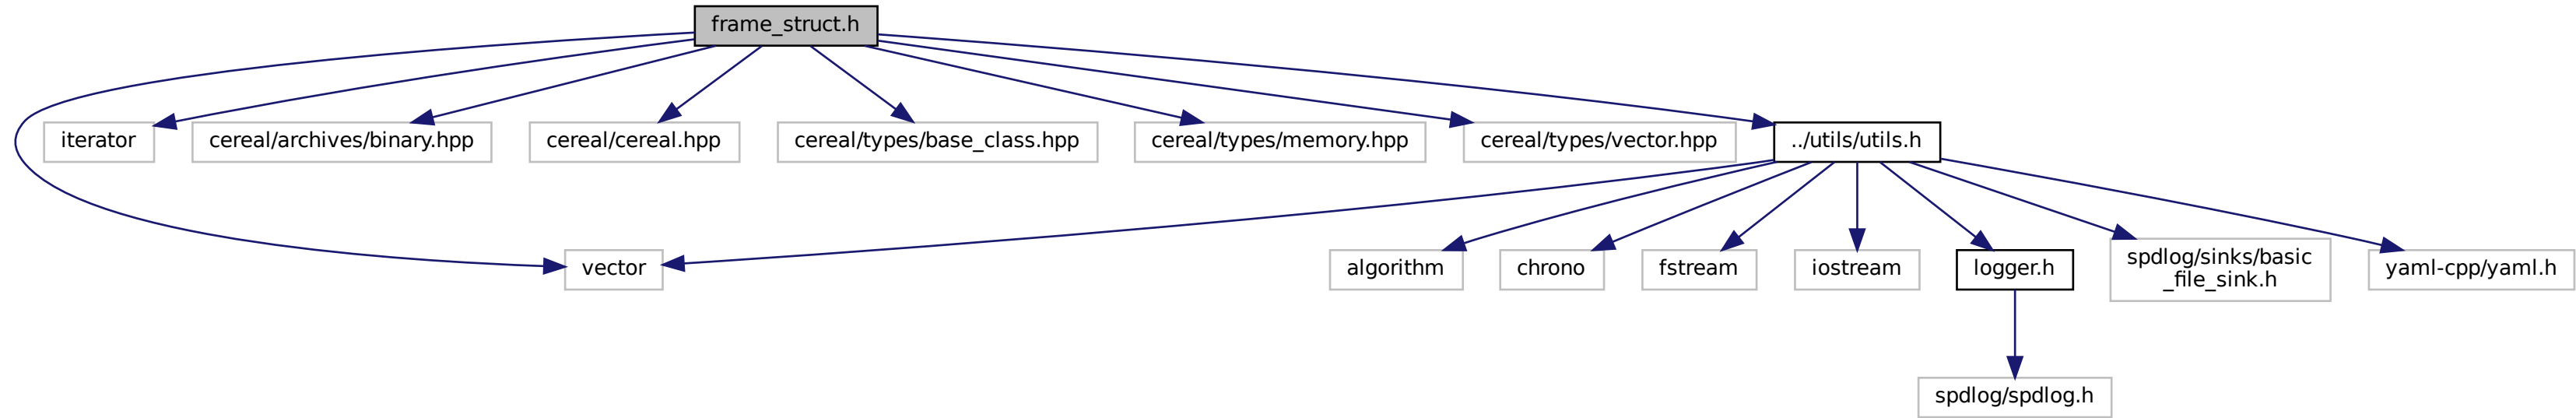 frame_struct.h
iterator
cereal/archives/binary.hpp
cereal/cereal.hpp
cereal/types/base_class.hpp
cereal/types/memory.hpp
cereal/types/vector.hpp
../utils/utils.h
vector
algorithm
chrono
fstream
iostream
logger.h
spdlog/sinks/basic
_file_sink.h
yaml-cpp/yaml.h
spdlog/spdlog.h